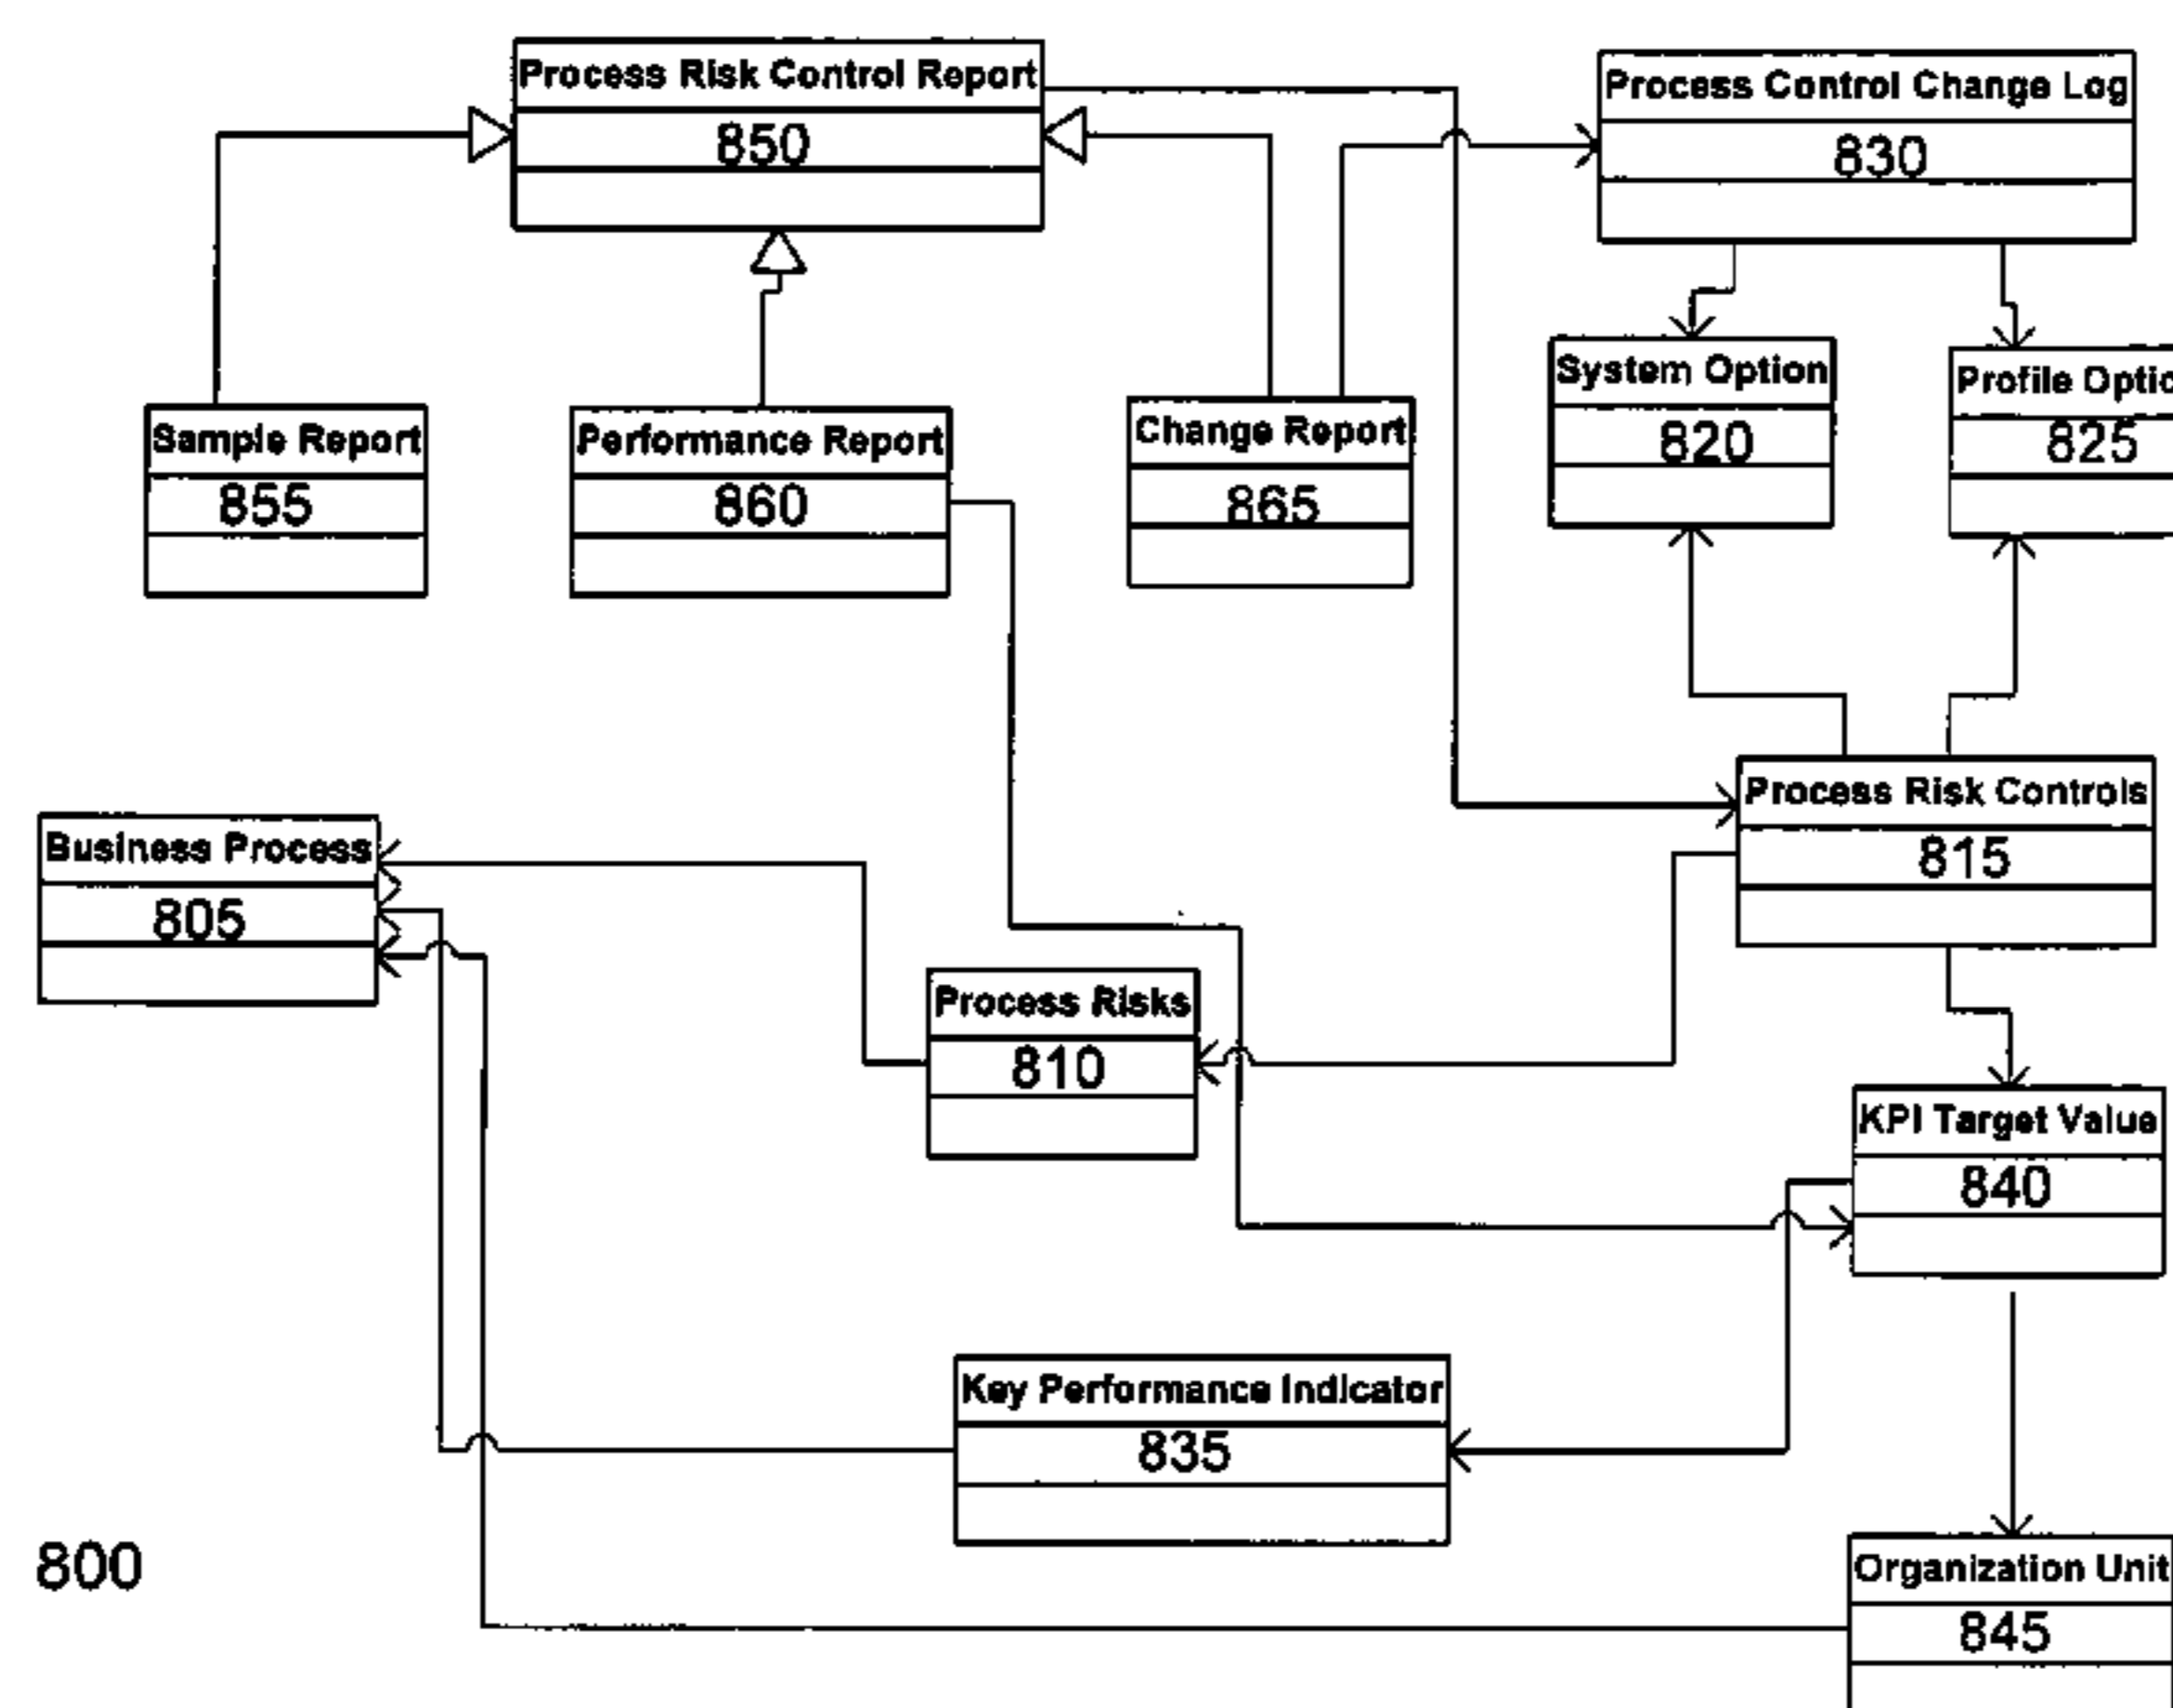 Process Risk Control Report
850
Process Control Change Log
830
System Option
820
Profile Optic
825
Sample Report
855
Performance Report
860
Change Report
865
Process Risk Controls
815
Business Process
805
Process Risks
810
KPI Target Value
840
Key Performance Indicator
835
Organization Unit
845
800